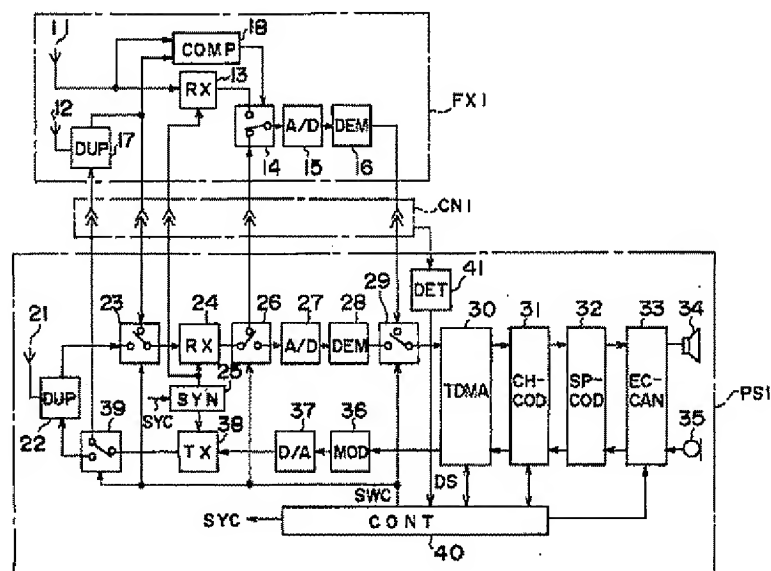 11
18
COMP
13
RX
FX1
12
17
DUP
A/D
DEM
14
15
16
CN1
41
DET
21
23
24
26
27
28
29
30
31
32
33
34
RX
A/D
DEM
TDMA
CH-
COD
SP-
COD
EC-
CAN
DUP
22
SYC
SYN
25
39
38
37
36
35
TX
D/A
MOD
PS1
SWC
DS
SYC
CONT
40